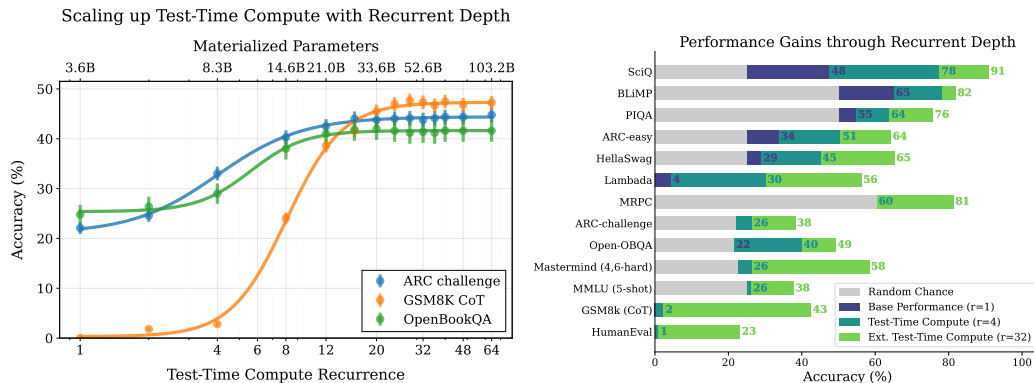 Scaling up Test-Time Compute with Recurrent Depth
Materialized Parameters
3.6B 8.3B 14.6B 21.0B 33.6B 52.6B 103.2B
50
40
30
20
10
0
Accuracy (%)
ARC challenge
GSM8K CoT
OpenBookQA
1 4 6 8 12 20 32 48 64
Test-Time Compute Recurrence
Performance Gains through Recurrent Depth
SciQ 48 78 91
BLiMP 65 82
PIQA 55 64 76
ARC-easy 34 51 64
HellaSwag 29 45 65
Lambada 4 30 56
MRPC 60 81
ARC-challenge 26 38
Open-OBQA 22 40 49
Mastermind (4,6-hard) 26 58
MMLU (5-shot) 26 38
GSM8k (CoT) 2 43
HumanEval 1 23
Random Chance
Base Performance (r=1)
Test-Time Compute (r=4)
Ext. Test-Time Compute (r=32)
0 20 40 60 80 100
Accuracy (%)